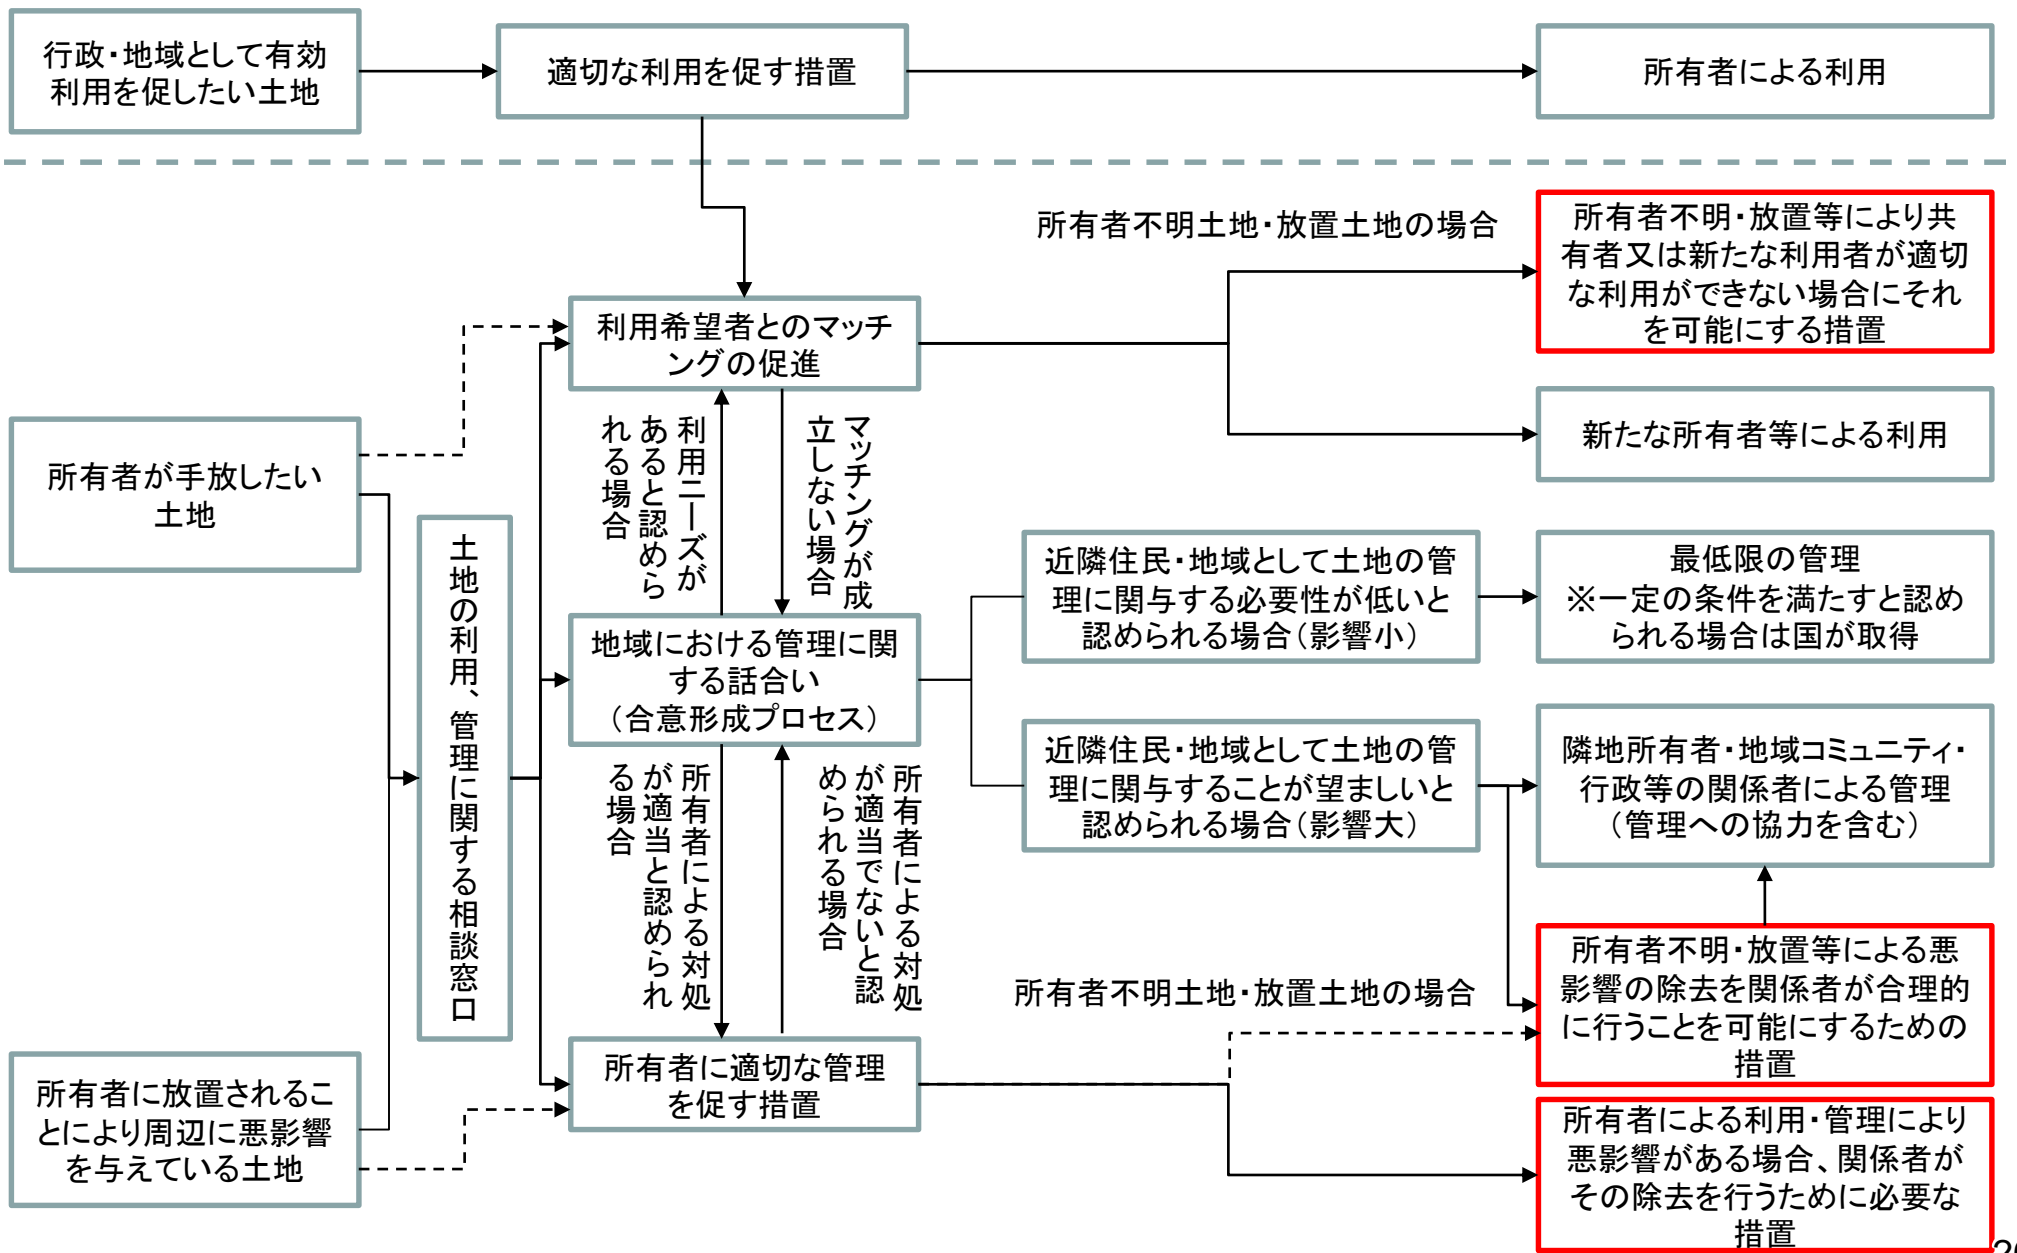 行政・地域として有効
利用を促したい土地
適切な利用を促す措置
所有者による利用
所有者不明土地・放置土地の場合
所有者不明・放置等により共
有者又は新たな利用者が適切
な利用ができない場合にそれ
を可能にする措置
利用希望者とのマッチ
ングの促進
新たな所有者等による利用
所有者が手放したい
土地
利用ニーズが
あると認めら
れる場合
マッチングが成
立しない場合
土地の利用、管理に関する相談窓口
近隣住民・地域として土地の管
理に関与する必要性が低いと
認められる場合（影響小）
最低限の管理
※一定の条件を満たすと認め
られる場合は国が取得
地域における管理に関
する話合い
（合意形成プロセス）
近隣住民・地域として土地の管
理に関与することが望ましいと
認められる場合（影響大）
隣地所有者・地域コミュニティ・
行政等の関係者による管理
（管理への協力を含む）
所有者による対処
が適当と認められ
る場合
所有者による対処
が適当でないと認
められる場合
所有者不明土地・放置土地の場合
所有者不明・放置等による悪
影響の除去を関係者が合理的
に行うことを可能にするための
措置
所有者に放置されるこ
とにより周辺に悪影響
を与えている土地
所有者に適切な管理
を促す措置
所有者による利用・管理により
悪影響がある場合、関係者が
その除去を行うために必要な
措置